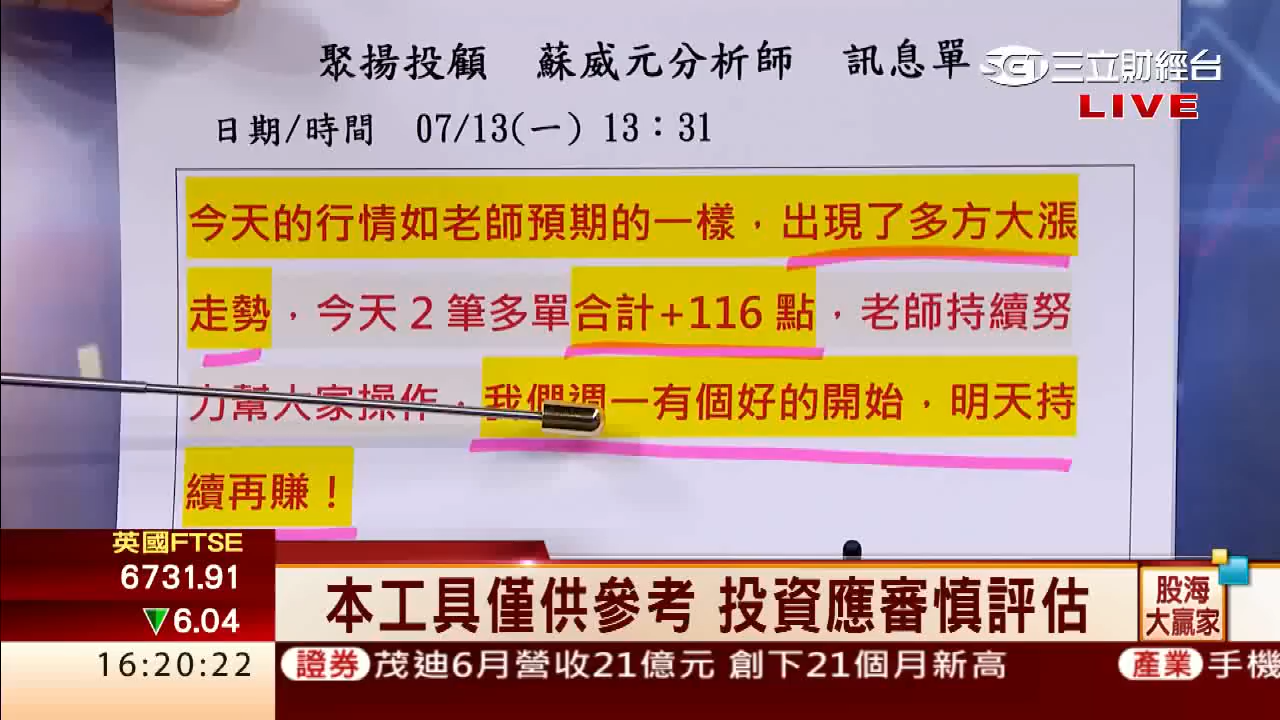 聚揚投顧 蘇威元分析師 訊息單
SET 三立財經台
LIVE
日期/時間 07/13(一) 13:31
今天的行情如老師預期的一樣,出現了多方大漲
走勢,今天2筆多單合計+116點,老師持續努
力幫大家操作,我們週一有個好的開始,明天持
續再賺!
英國FTSE
6731.91
▼6.04
本工具僅供參考 投資應審慎評估
股海
大贏家
16:20:22
證券 茂迪6月營收21億元 創下21個月新高
產業 手機